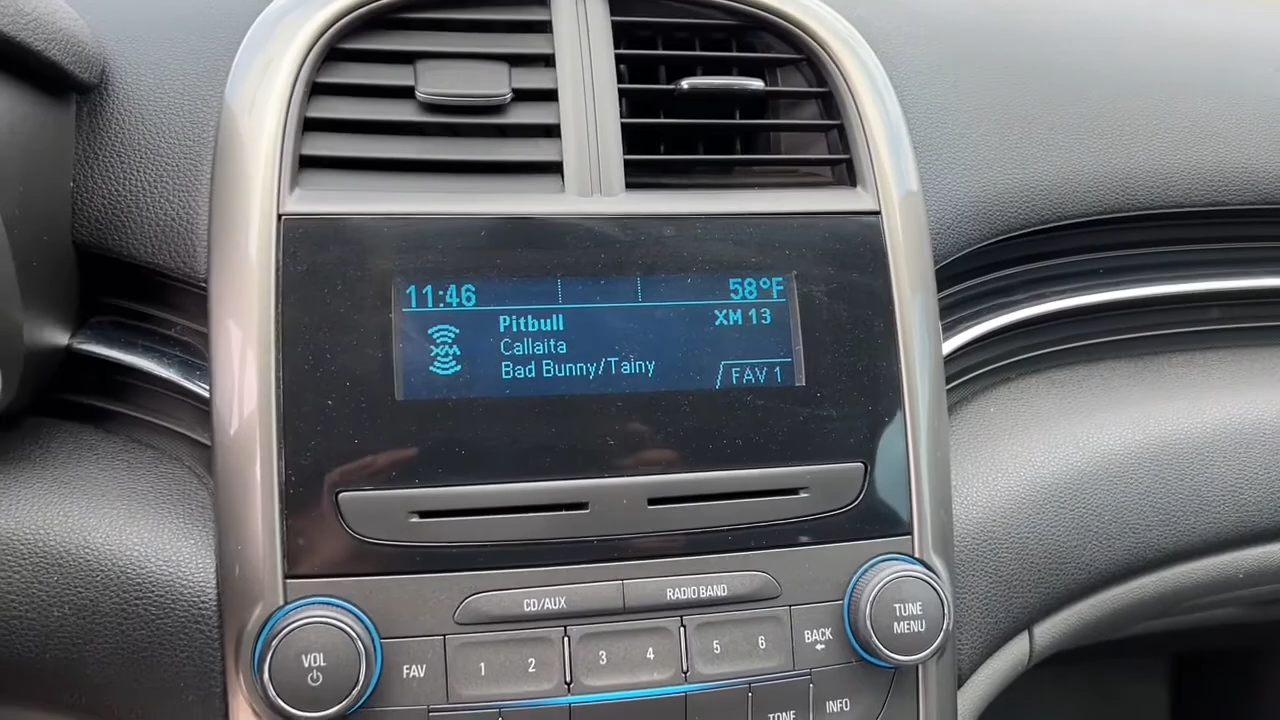 11:46 58°F
Pitbull XM 13
XM Callaita
Bad Bunny/Tainy FAV 1
CD/AUX RADIO BAND
VOL FAV 1 2 3 4 5 6 BACK TUNE MENU
TONE INFO